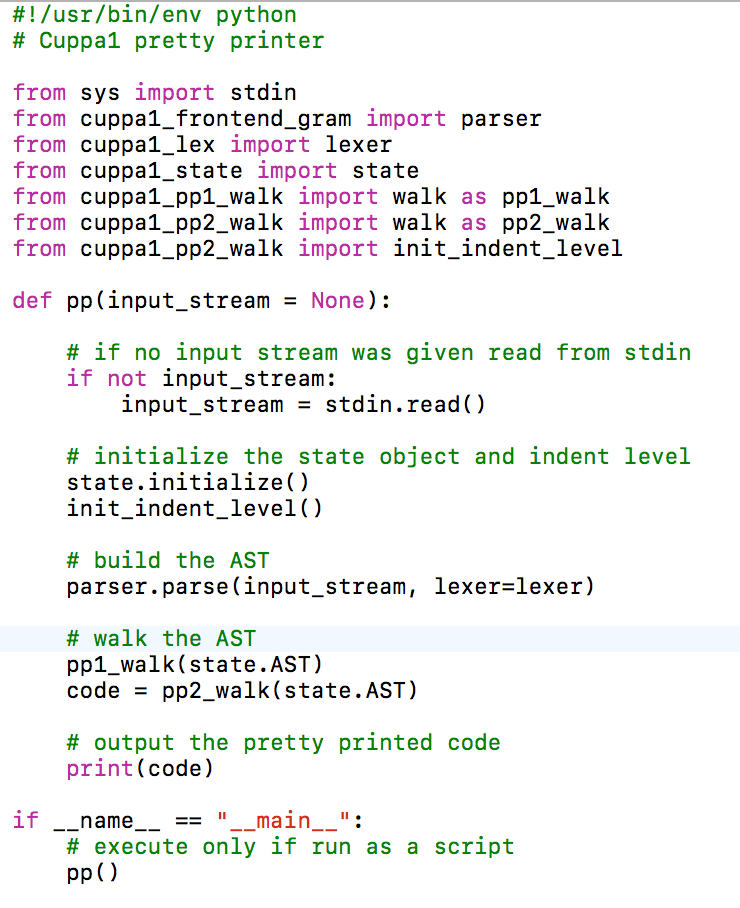 #!/usr/bin/env python
# Cuppa1 pretty printer

from sys import stdin
from cuppa1_frontend_gram import parser
from cuppa1_lex import lexer
from cuppa1_state import state
from cuppa1_pp1_walk import walk as pp1_walk
from cuppa1_pp2_walk import walk as pp2_walk
from cuppa1_pp2_walk import init_indent_level

def pp(input_stream = None):

    # if no input stream was given read from stdin
    if not input_stream:
        input_stream = stdin.read()

    # initialize the state object and indent level
    state.initialize()
    init_indent_level()

    # build the AST
    parser.parse(input_stream, lexer=lexer)

    # walk the AST
    pp1_walk(state.AST)
    code = pp2_walk(state.AST)

    # output the pretty printed code
    print(code)

if __name__ == "__main__":
    # execute only if run as a script
    pp()